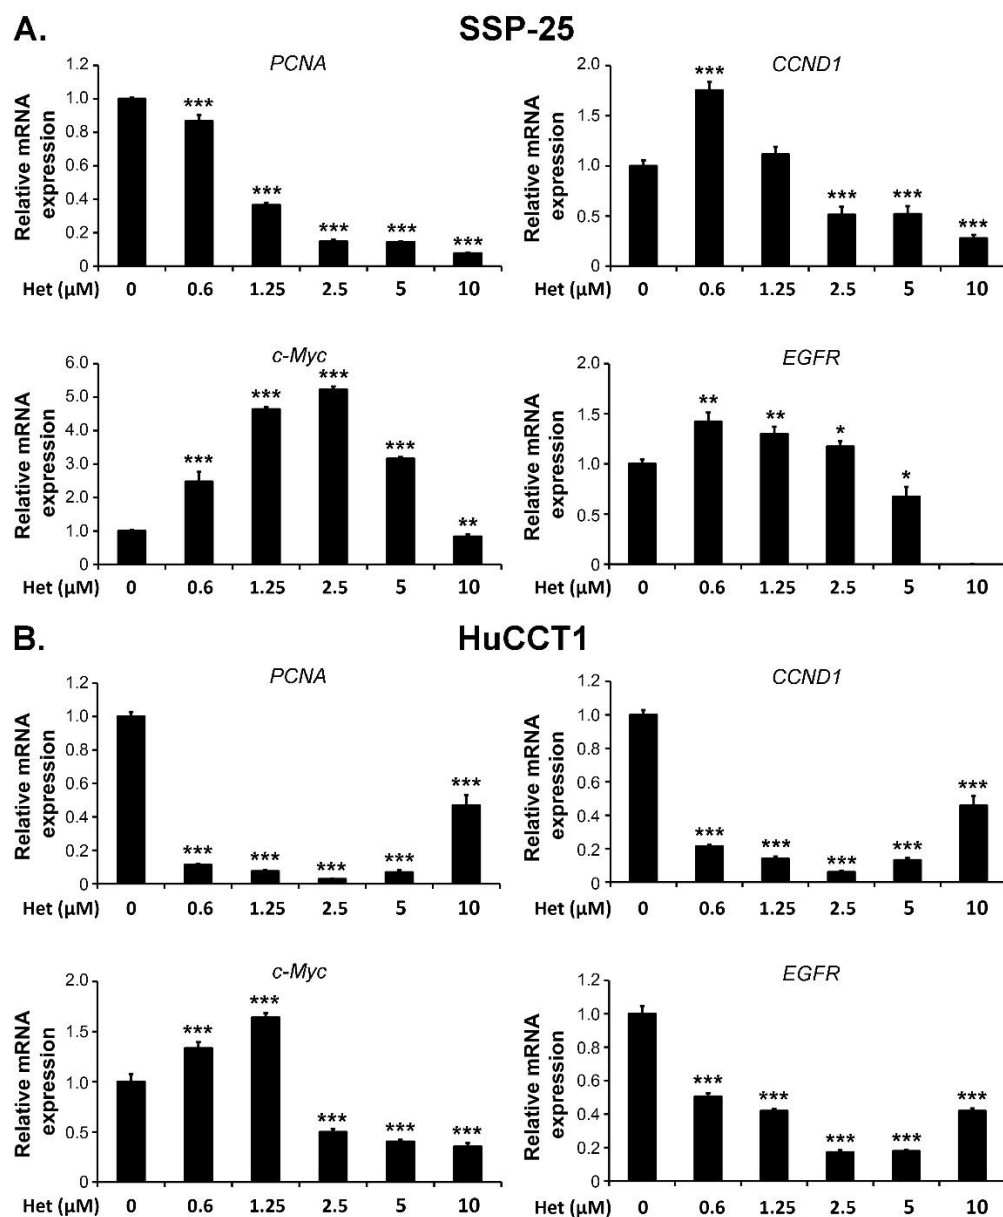 A. SSP-25
PCNA
Relative mRNA
expression
1.2
1.0
0.8
0.6
0.4
0.2
0
***
***
***
***
***
Het (µM) 0 0.6 1.25 2.5 5 10
CCND1
Relative mRNA
expression
2.0
1.5
1.0
0.5
0
***
***
***
***
Het (µM) 0 0.6 1.25 2.5 5 10
c-Myc
Relative mRNA
expression
6.0
5.0
4.0
3.0
2.0
1.0
0
***
***
***
***
**
Het (µM) 0 0.6 1.25 2.5 5 10
EGFR
Relative mRNA
expression
2.0
1.5
1.0
0.5
0
**
**
*
*
Het (µM) 0 0.6 1.25 2.5 5 10
B. HuCCT1
PCNA
Relative mRNA
expression
1.2
1.0
0.8
0.6
0.4
0.2
0
***
***
***
***
***
Het (µM) 0 0.6 1.25 2.5 5 10
CCND1
Relative mRNA
expression
1.2
1.0
0.8
0.6
0.4
0.2
0
***
***
***
***
***
Het (µM) 0 0.6 1.25 2.5 5 10
c-Myc
Relative mRNA
expression
2.0
1.5
1.0
0.5
0
***
***
***
***
***
Het (µM) 0 0.6 1.25 2.5 5 10
EGFR
Relative mRNA
expression
1.2
1.0
0.8
0.6
0.4
0.2
0
***
***
***
***
***
Het (µM) 0 0.6 1.25 2.5 5 10